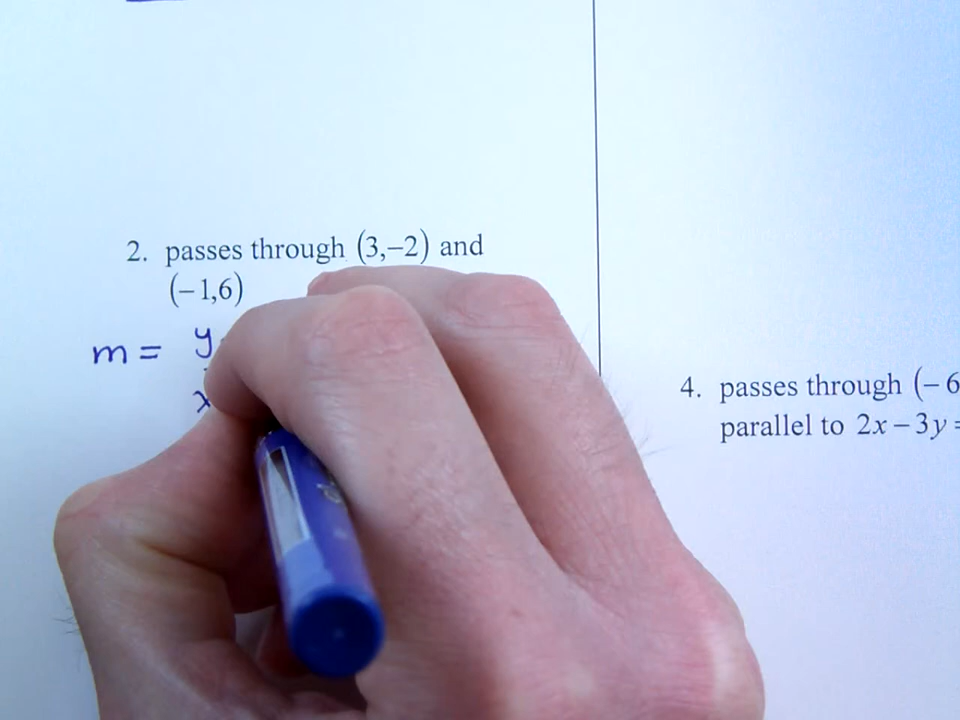 2. passes through (3,−2) and
(−1,6)
m = y
x
4. passes through (−6
parallel to 2x−3y =